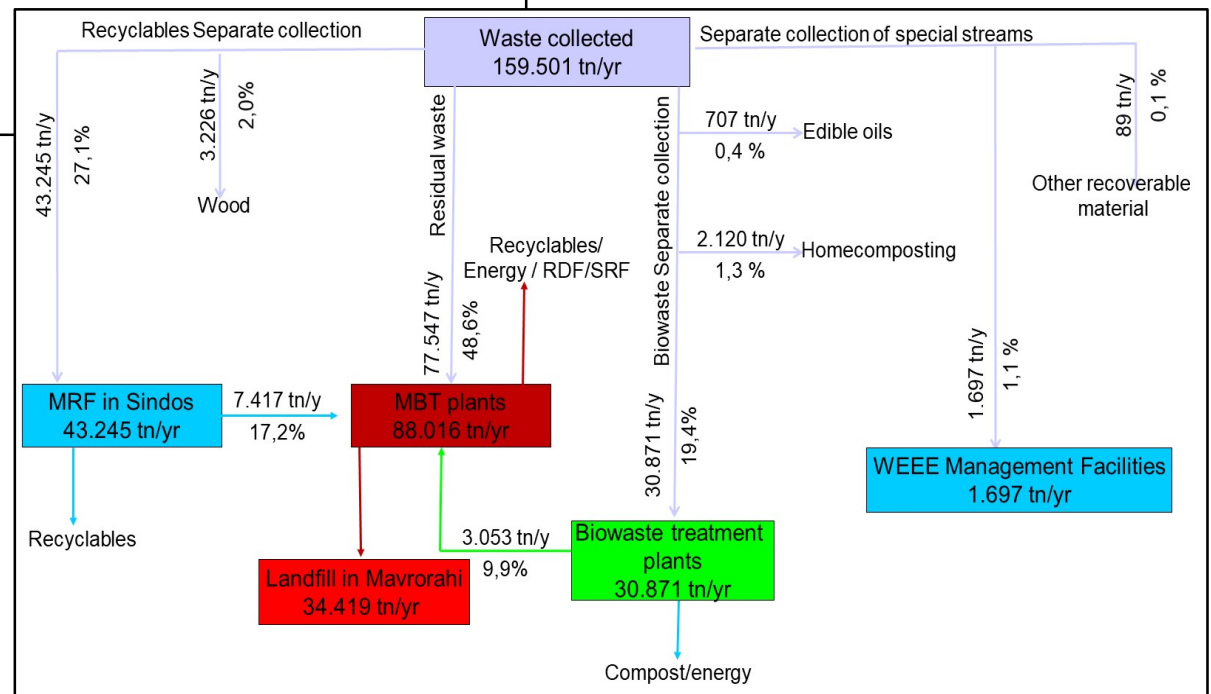 Recyclables Separate collection
Waste collected
159.501 tn/yr
Separate collection of special streams
43.245 tn/y
27,1%
3.226 tn/y
2,0%
Wood
Residual waste
77.547 tn/y
48,6%
Biowaste Separate collection
30.871 tn/y
19,4%
707 tn/y
0,4 %
Edible oils
2.120 tn/y
1,3 %
Homecomposting
89 tn/y
0,1 %
Other recoverable
material
1.697 tn/y
1,1 %
Recyclables/
Energy / RDF/SRF
MRF in Sindos
43.245 tn/yr
7.417 tn/y
17,2%
MBT plants
88.016 tn/yr
WEEE Management Facilities
1.697 tn/yr
Recyclables
3.053 tn/y
9,9%
Biowaste treatment
plants
30.871 tn/yr
Landfill in Mavrorahi
34.419 tn/yr
Compost/energy